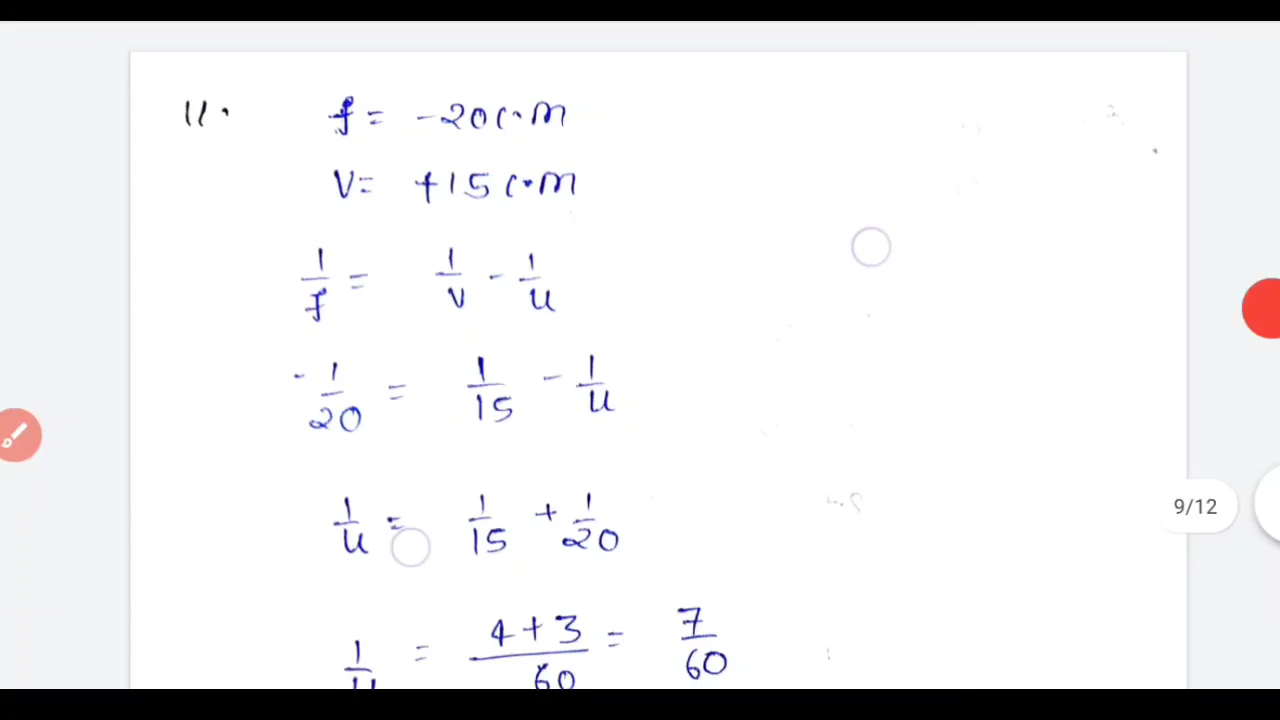 11. f = -20 c.m
v = +15 c.m
1/f = 1/v - 1/u
-1/20 = 1/15 - 1/u
1/u = 1/15 + 1/20
1/u = 4+3/60 = 7/60
9/12